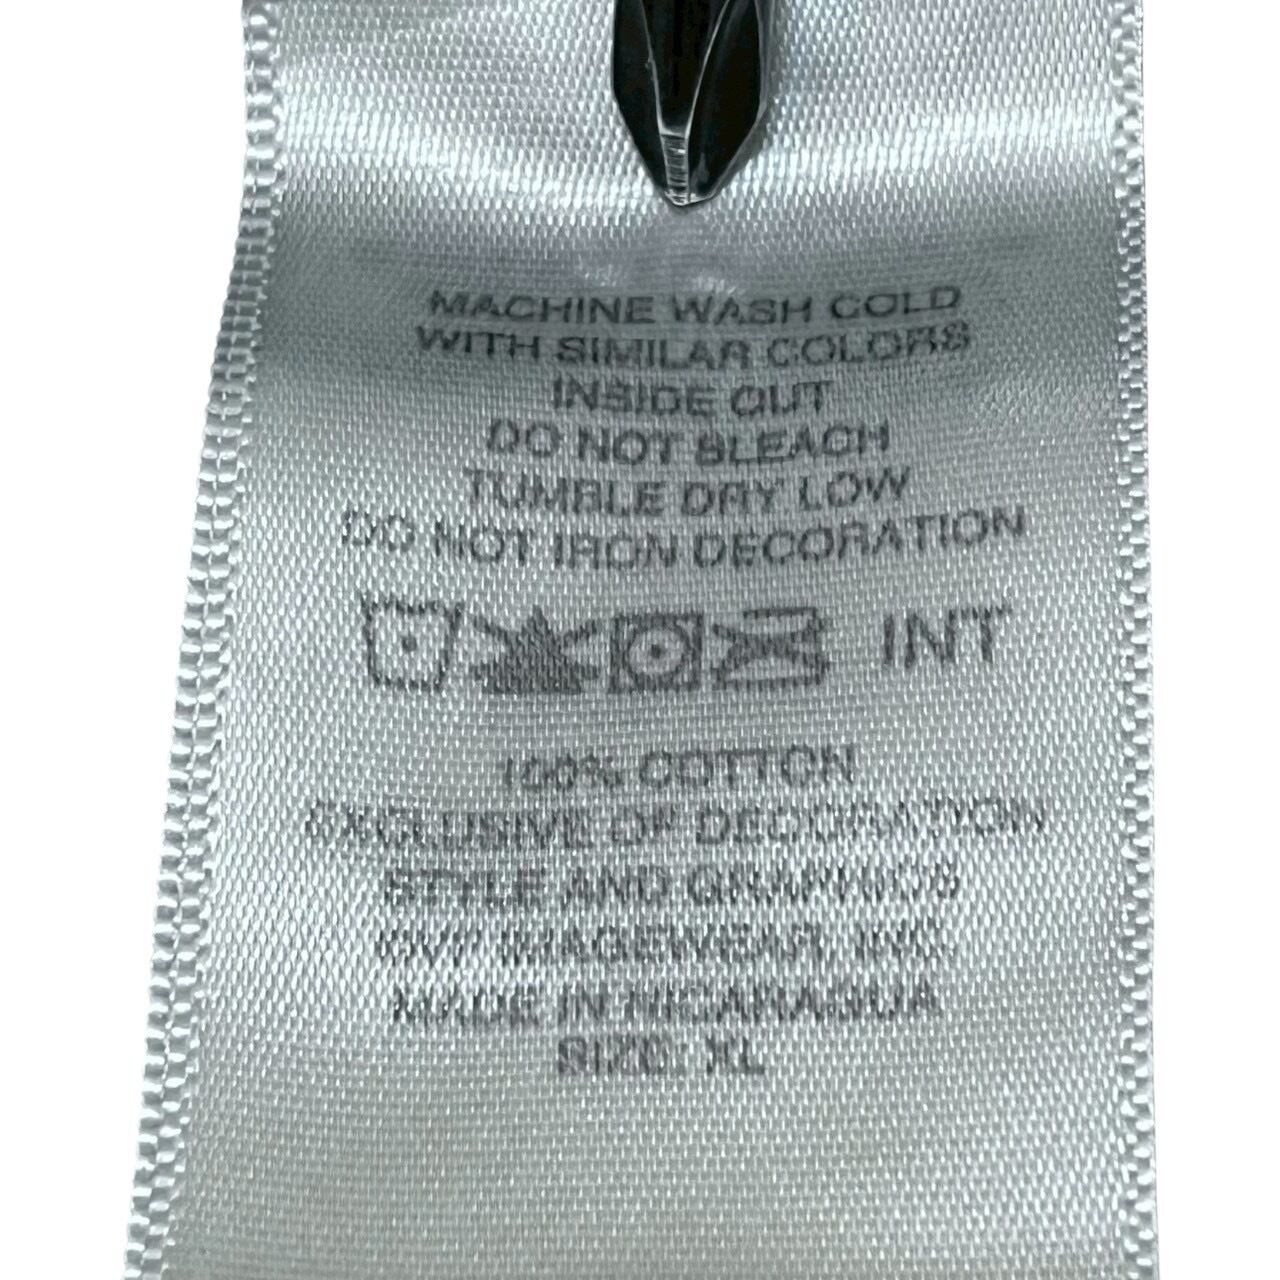 MACHINE WASH COLD
WITH SIMILAR COLORS
INSIDE OUT
DO NOT BLEACH
TUMBLE DRY LOW
DO NOT IRON DECORATION
INT
100% COTTON
EXCLUSIVE OF DECORATION
STYLE AND GRAPHICS
IMAGEWEAR, INC.
MADE IN NICARAGUA
SIZE: XL